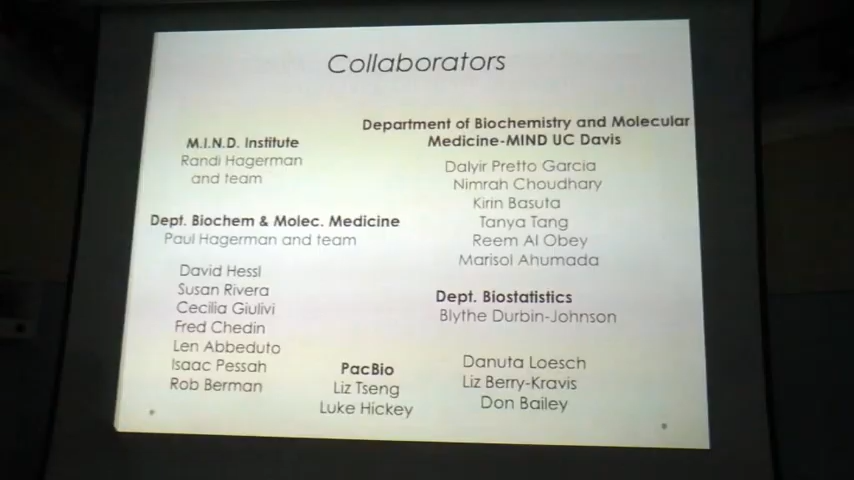 Collaborators
M.I.N.D. Institute
Randi Hagerman
and team
Dept. Biochem & Molec. Medicine
Paul Hagerman and team
David Hessl
Susan Rivera
Cecilia Giulivi
Fred Chedin
Len Abbeduto
Isaac Pessah
Rob Berman
PacBio
Liz Tseng
Luke Hickey
Department of Biochemistry and Molecular
Medicine-MIND UC Davis
Dalyir Pretto Garcia
Nimrah Choudhary
Kirin Basuta
Tanya Tang
Reem Al Obey
Marisol Ahumada
Dept. Biostatistics
Blythe Durbin-Johnson
Danuta Loesch
Liz Berry-Kravis
Don Bailey